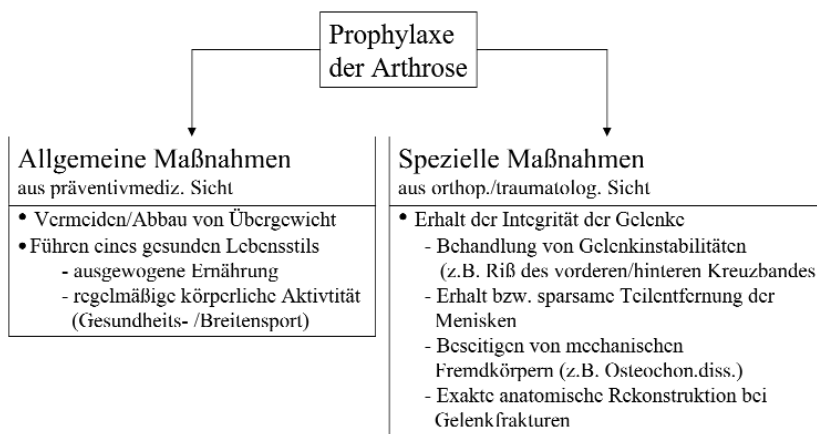 Prophylaxe
der Arthrose
Allgemeine Maßnahmen
aus präventivmediz. Sicht
• Vermeiden/Abbau von Übergewicht
• Führen eines gesunden Lebensstils
- ausgewogene Ernährung
- regelmäßige körperliche Aktivtität
(Gesundheits- /Breitensport)
Spezielle Maßnahmen
aus orthop./traumatolog. Sicht
• Erhalt der Integrität der Gelenke
- Behandlung von Gelenkinstabilitäten
(z.B. Riß des vorderen/hinteren Kreuzbandes
- Erhalt bzw. sparsame Teilentfernung der
Menisken
- Beseitigen von mechanischen
Fremdkörpern (z.B. Osteochon.diss.)
- Exakte anatomische Rekonstruktion bei
Gelenkfrakturen